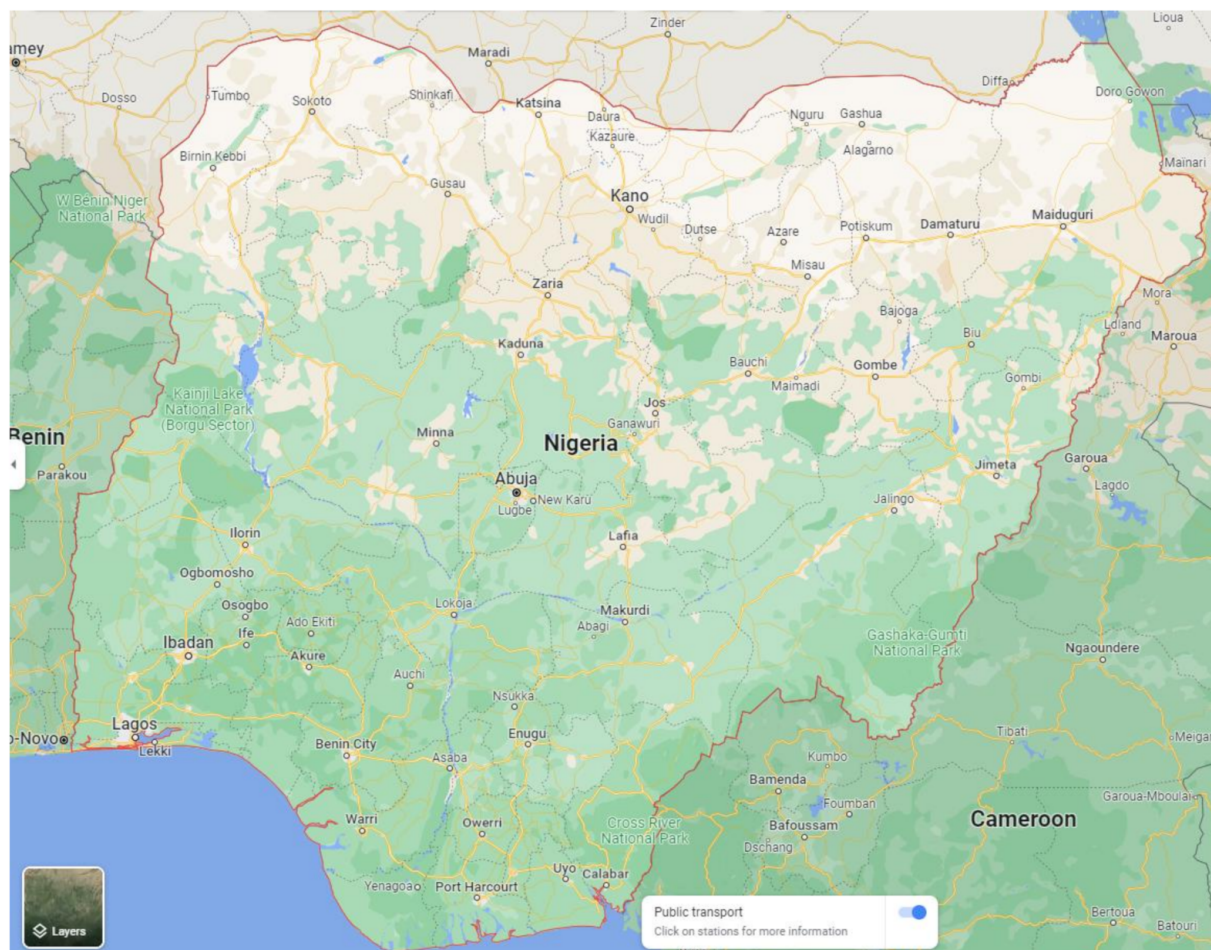 Zinder
Lioua
amey
Maradi
Diffa
Dosso
Tumbo
Sokoto
Shinkafi
Katsina
Daura
Nguru
Gashua
Doro Gowon
Kazaure
Alagarno
Birnin Kebbi
Mainari
W Benin Niger
National Park
Gusau
Kano
Wudil
Dutse
Azare
Potiskum
Damaturu
Maiduguri
Misau
Zaria
Mora
Bajoga
Ldland
Biu
Maroua
Kaduna
Bauchi
Maimadi
Gombe
Gombi
Kainji Lake
National Park
(Borgu Sector)
Jos
Ganawuri
Benin
Minna
Nigeria
Parakou
Abuja
New Karu
Lugbe
Jimeta
Garoua
Lagdo
Jalingo
Ilorin
Lafia
Ogbomosho
Osogbo
Ado Ekiti
Lokoja
Makurdi
Abagi
Ife
Ibadan
Akure
Gashaka-Gumti
National Park
Ngaoundere
Auchi
Nsukka
Lagos
o-Novo
Lekki
Benin City
Enugu
Tibati
Meigan
Asaba
Kumbo
Bamenda
Foumban
Garoua-Mboulai
Warri
Owerri
Cross River
National Park
Bafoussam
Dschang
Cameroon
Yenagoa
Port Harcourt
Uyo
Calabar
Public transport
Click on stations for more information
Bertoua
Batouri
Layers